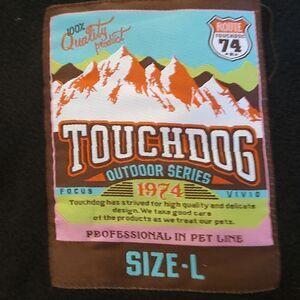 100%
Quality
product
ROUTE
TOUCHDOG
74
TOUCHDOG
OUTDOOR SERIES
FOCUS 1974 VIVID
Touchdog has strived for high quality and delicate
design. We take good care
of the products as we treat our pets.
PROFESSIONAL IN PET LINE
SIZE·L